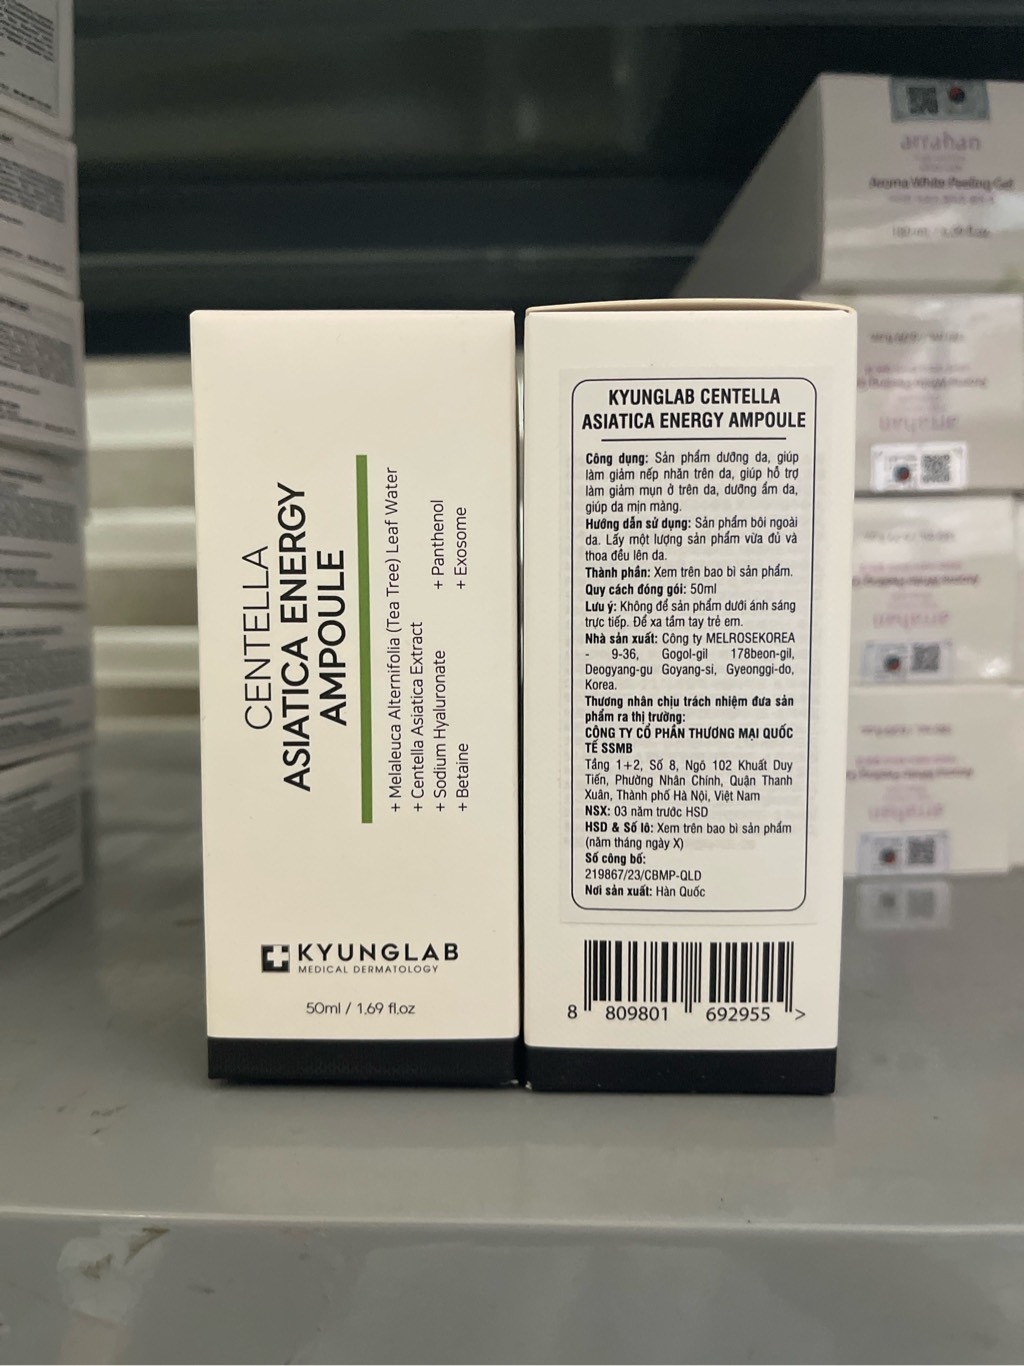 CENTELLA
ASIATICA ENERGY
AMPOULE
+ Melaleuca Alternifolia (Tea Tree) Leaf Water
+ Centella Asiatica Extract
+ Sodium Hyaluronate + Panthenol
+ Betaine + Exosome
KYUNGLAB
MEDICAL DERMATOLOGY
50ml / 1.69 fl.oz
KYUNGLAB CENTELLA
ASIATICA ENERGY AMPOULE
Công dụng: Sản phẩm dưỡng da, giúp
làm giảm nếp nhăn trên da, giúp hỗ trợ
làm giảm mụn ở trên da, dưỡng ẩm da,
giúp da mịn màng.
Hướng dẫn sử dụng: Sản phẩm bôi ngoài
da. Lấy một lượng sản phẩm vừa đủ và
thoa đều lên da.
Thành phần: Xem trên bao bì sản phẩm.
Quy cách đóng gói: 50ml
Lưu ý: Không để sản phẩm dưới ánh sáng
trực tiếp. Để xa tầm tay trẻ em.
Nhà sản xuất: Công ty MELROSEKOREA
- 9-36, Gogol-gil 178beon-gil,
Deogyang-gu Goyang-si, Gyeonggi-do,
Korea.
Thương nhân chịu trách nhiệm đưa sản
phẩm ra thị trường:
CÔNG TY CỔ PHẦN THƯƠNG MẠI QUỐC
TẾ SSMB
Tầng 1+2, Số 8, Ngõ 102 Khuất Duy
Tiến, Phường Nhân Chính, Quận Thanh
Xuân, Thành phố Hà Nội, Việt Nam
NSX: 03 năm trước HSD
HSD & Số lô: Xem trên bao bì sản phẩm
(năm tháng ngày X)
Số công bố:
219867/23/CBMP-QLD
Nơi sản xuất: Hàn Quốc
8 809801 692955 >
arrahan
Aroma White Peeling Gel